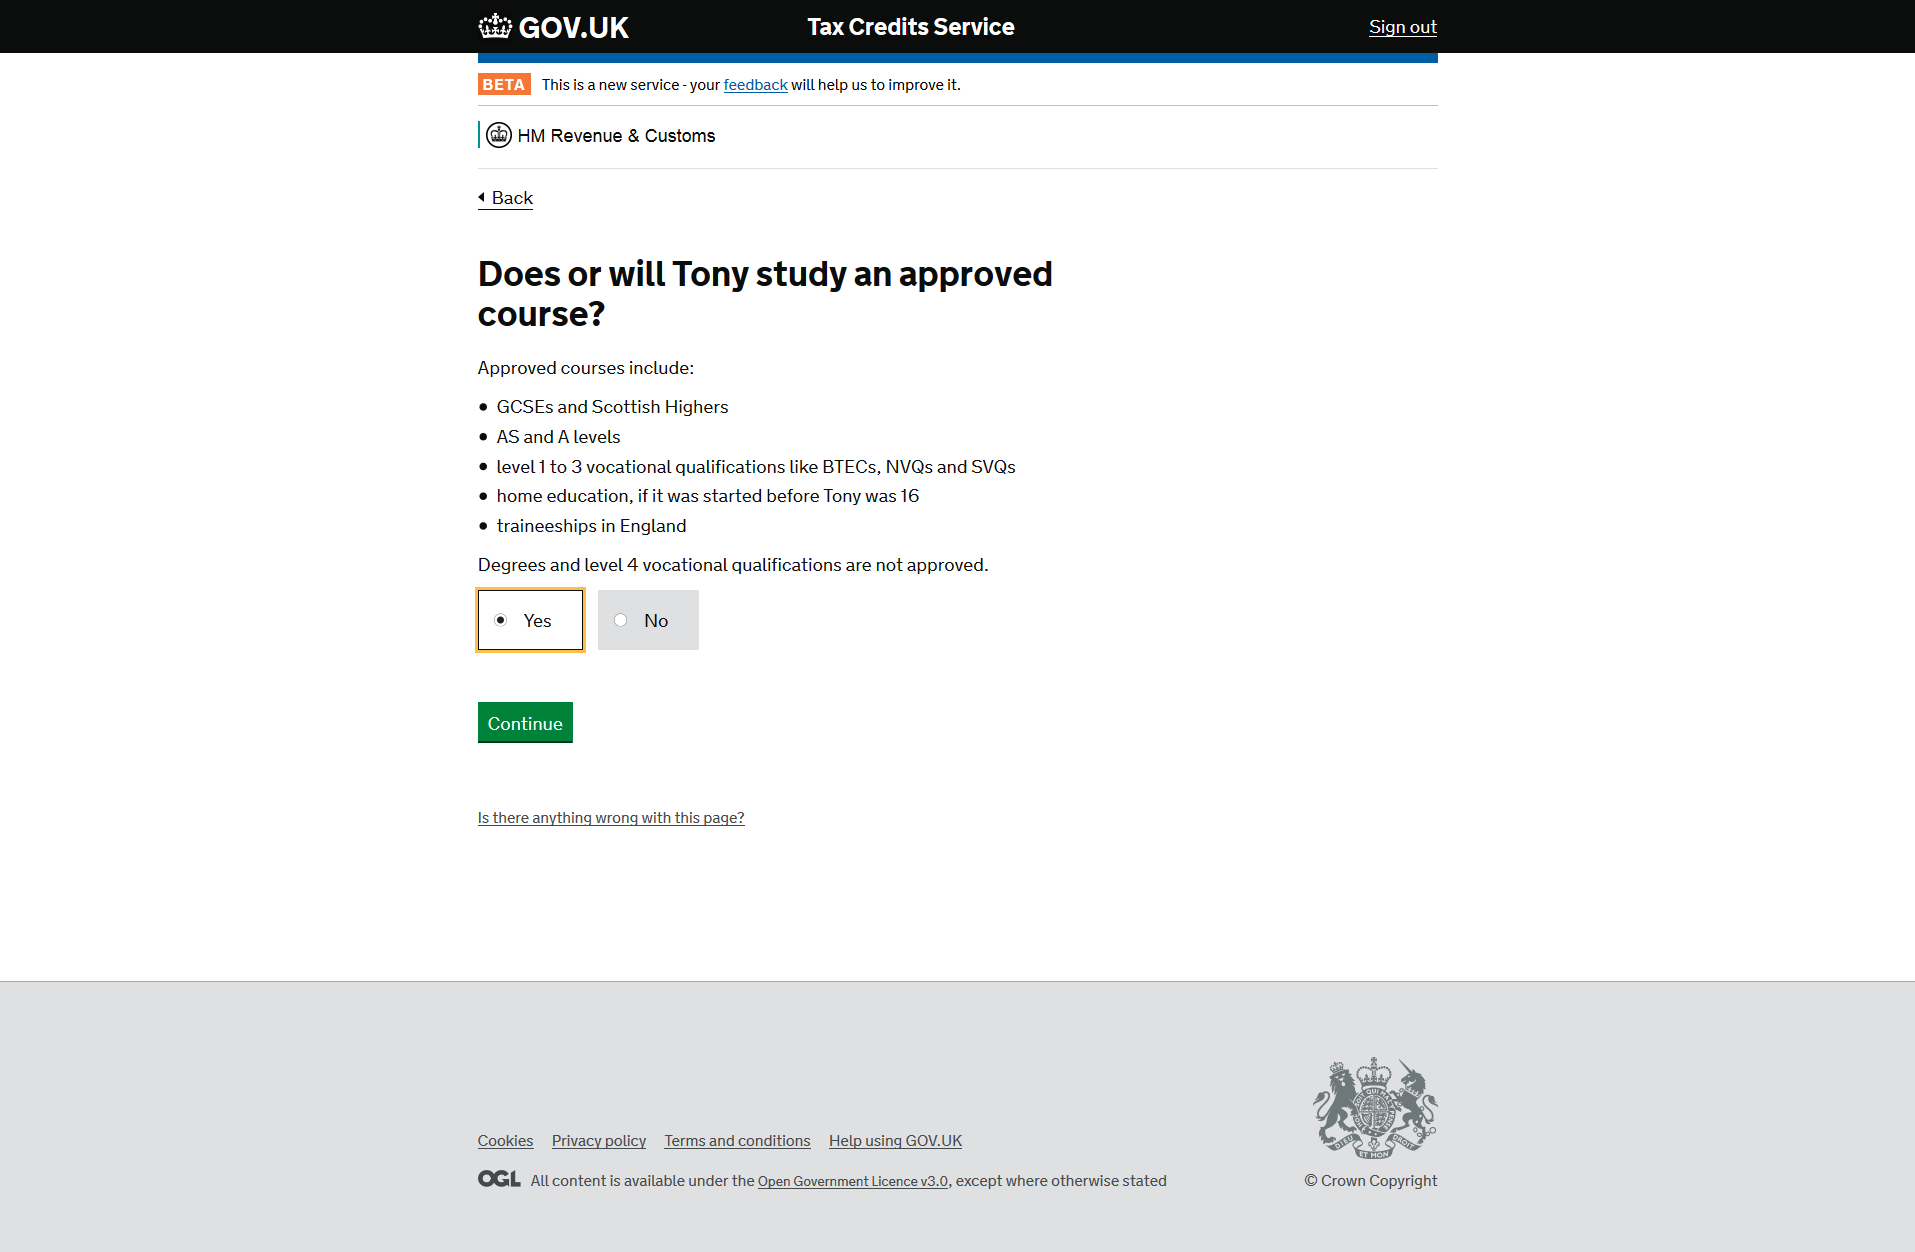 GOV.UK Tax Credits Service Sign out
BETA This is a new service - your feedback will help us to improve it.
HM Revenue & Customs
Back
Does or will Tony study an approved
course?
Approved courses include:
GCSEs and Scottish Highers
AS and A levels
level 1 to 3 vocational qualifications like BTECs, NVQs and SVQs
home education, if it was started before Tony was 16
traineeships in England
Degrees and level 4 vocational qualifications are not approved.
Yes No
Continue
Is there anything wrong with this page?
Cookies Privacy policy Terms and conditions Help using GOV.UK
OGL All content is available under the Open Government Licence v3.0, except where otherwise stated
DIEU ET MON DROIT
© Crown Copyright